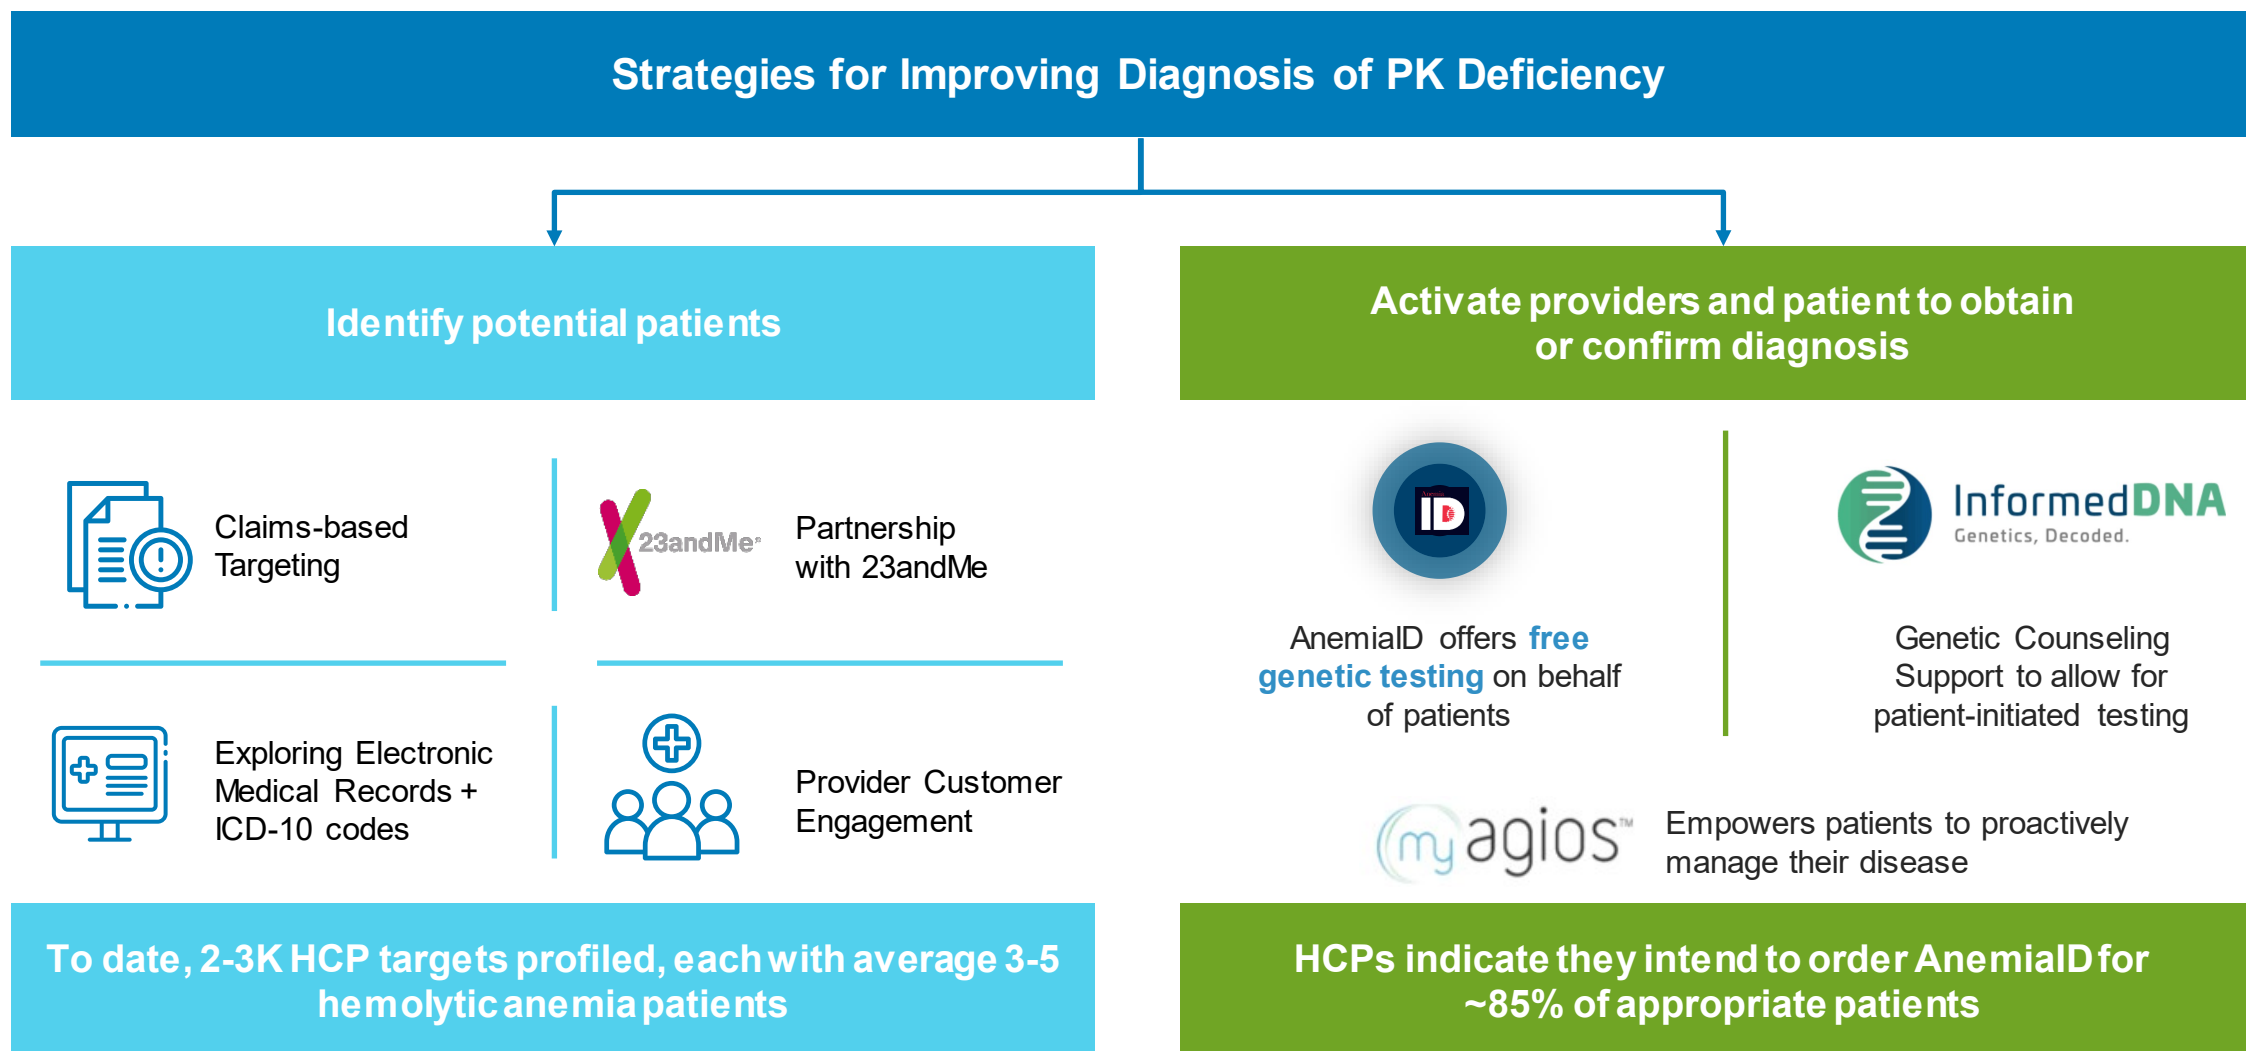 Strategies for Improving Diagnosis of PK Deficiency
Identify potential patients
Claims-based
Targeting
23andMe®
Partnership
with 23andMe
Exploring Electronic
Medical Records +
ICD-10 codes
Provider Customer
Engagement
To date, 2-3K HCP targets profiled, each with average 3-5
hemolytic anemia patients
Activate providers and patient to obtain
or confirm diagnosis
Anemia
ID
AnemiaID offers free
genetic testing on behalf
of patients
InformedDNA
Genetics, Decoded.
Genetic Counseling
Support to allow for
patient-initiated testing
my agios™
Empowers patients to proactively
manage their disease
HCPs indicate they intend to order AnemiaID for
~85% of appropriate patients